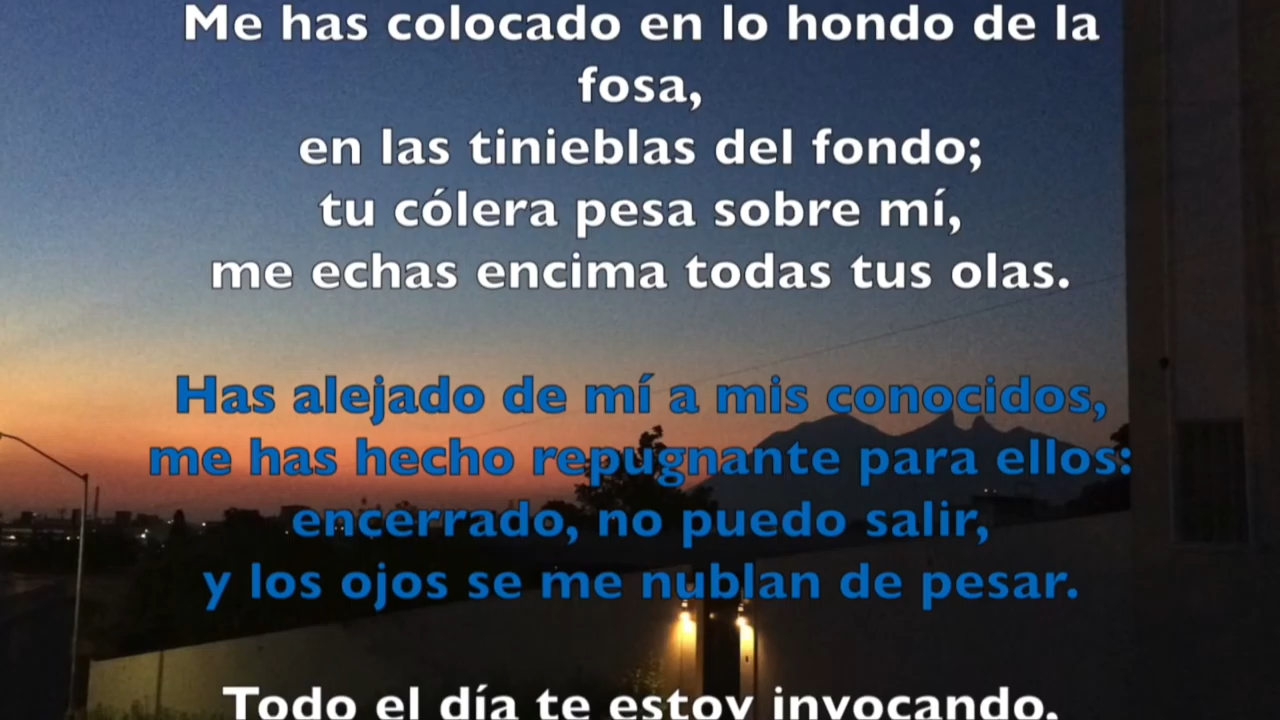 Me has colocado en lo hondo de la
fosa,
en las tinieblas del fondo;
tu cólera pesa sobre mí,
me echas encima todas tus olas.
Has alejado de mí a mis conocidos,
me has hecho repugnante para ellos:
encerrado, no puedo salir,
y los ojos se me nublan de pesar.
Todo el día te estoy invocando,